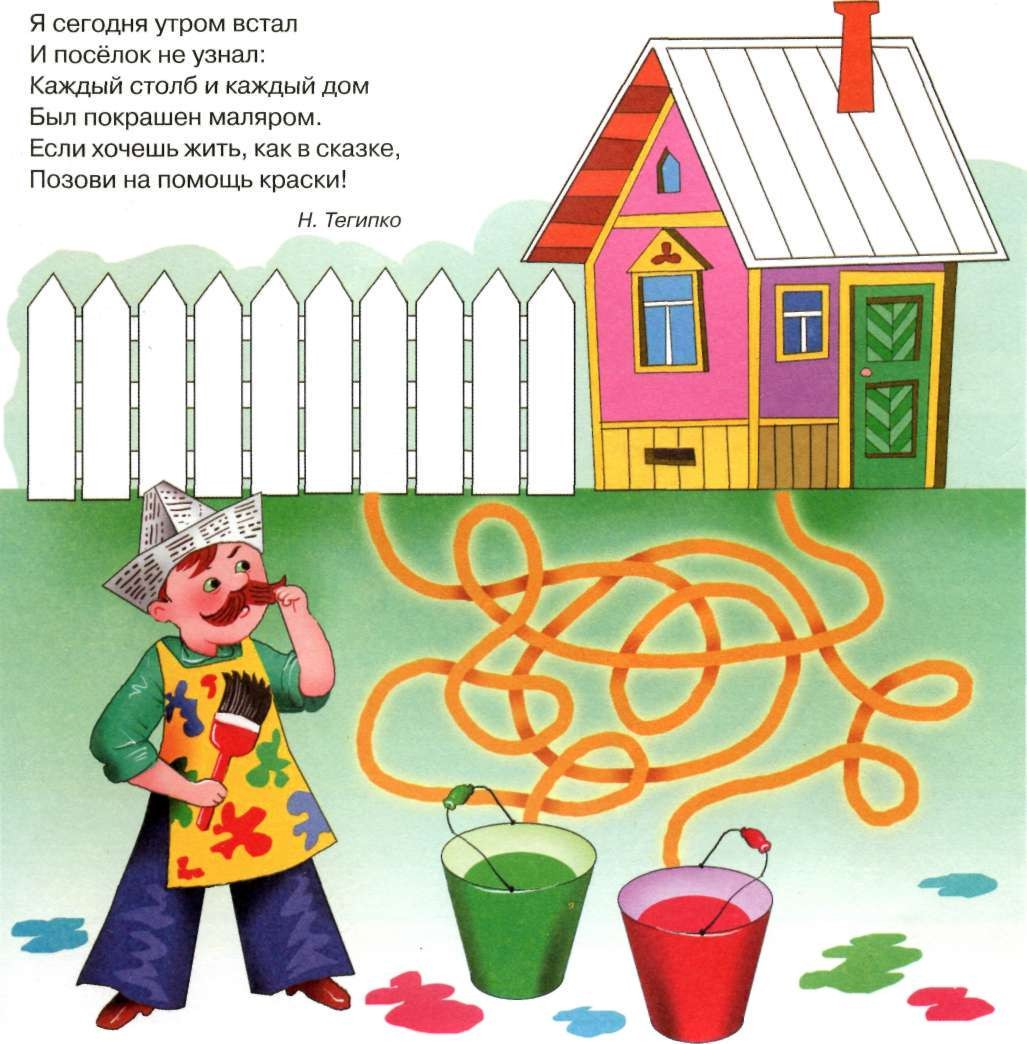 Я сегодня утром встал
И посёлок не узнал:
Каждый столб и каждый дом
Был покрашен маляром.
Если хочешь жить, как в сказке,
Позови на помощь краски!
Н. Тегипко